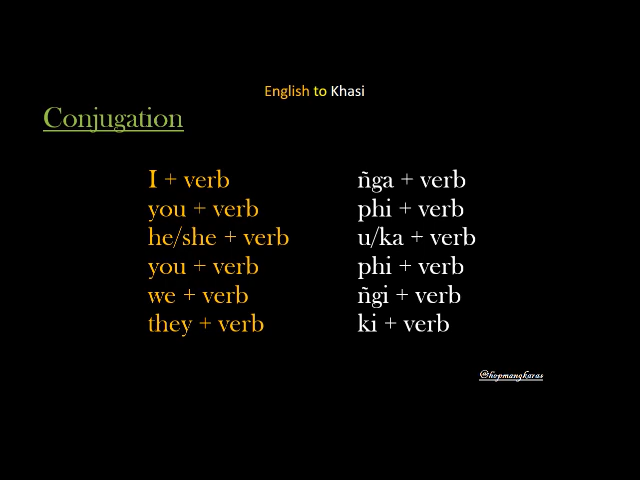 English to Khasi
Conjugation
I + verb ñga + verb
you + verb phi + verb
he/she + verb u/ka + verb
you + verb phi + verb
we + verb ñgi + verb
they + verb ki + verb
@hopmangkaras